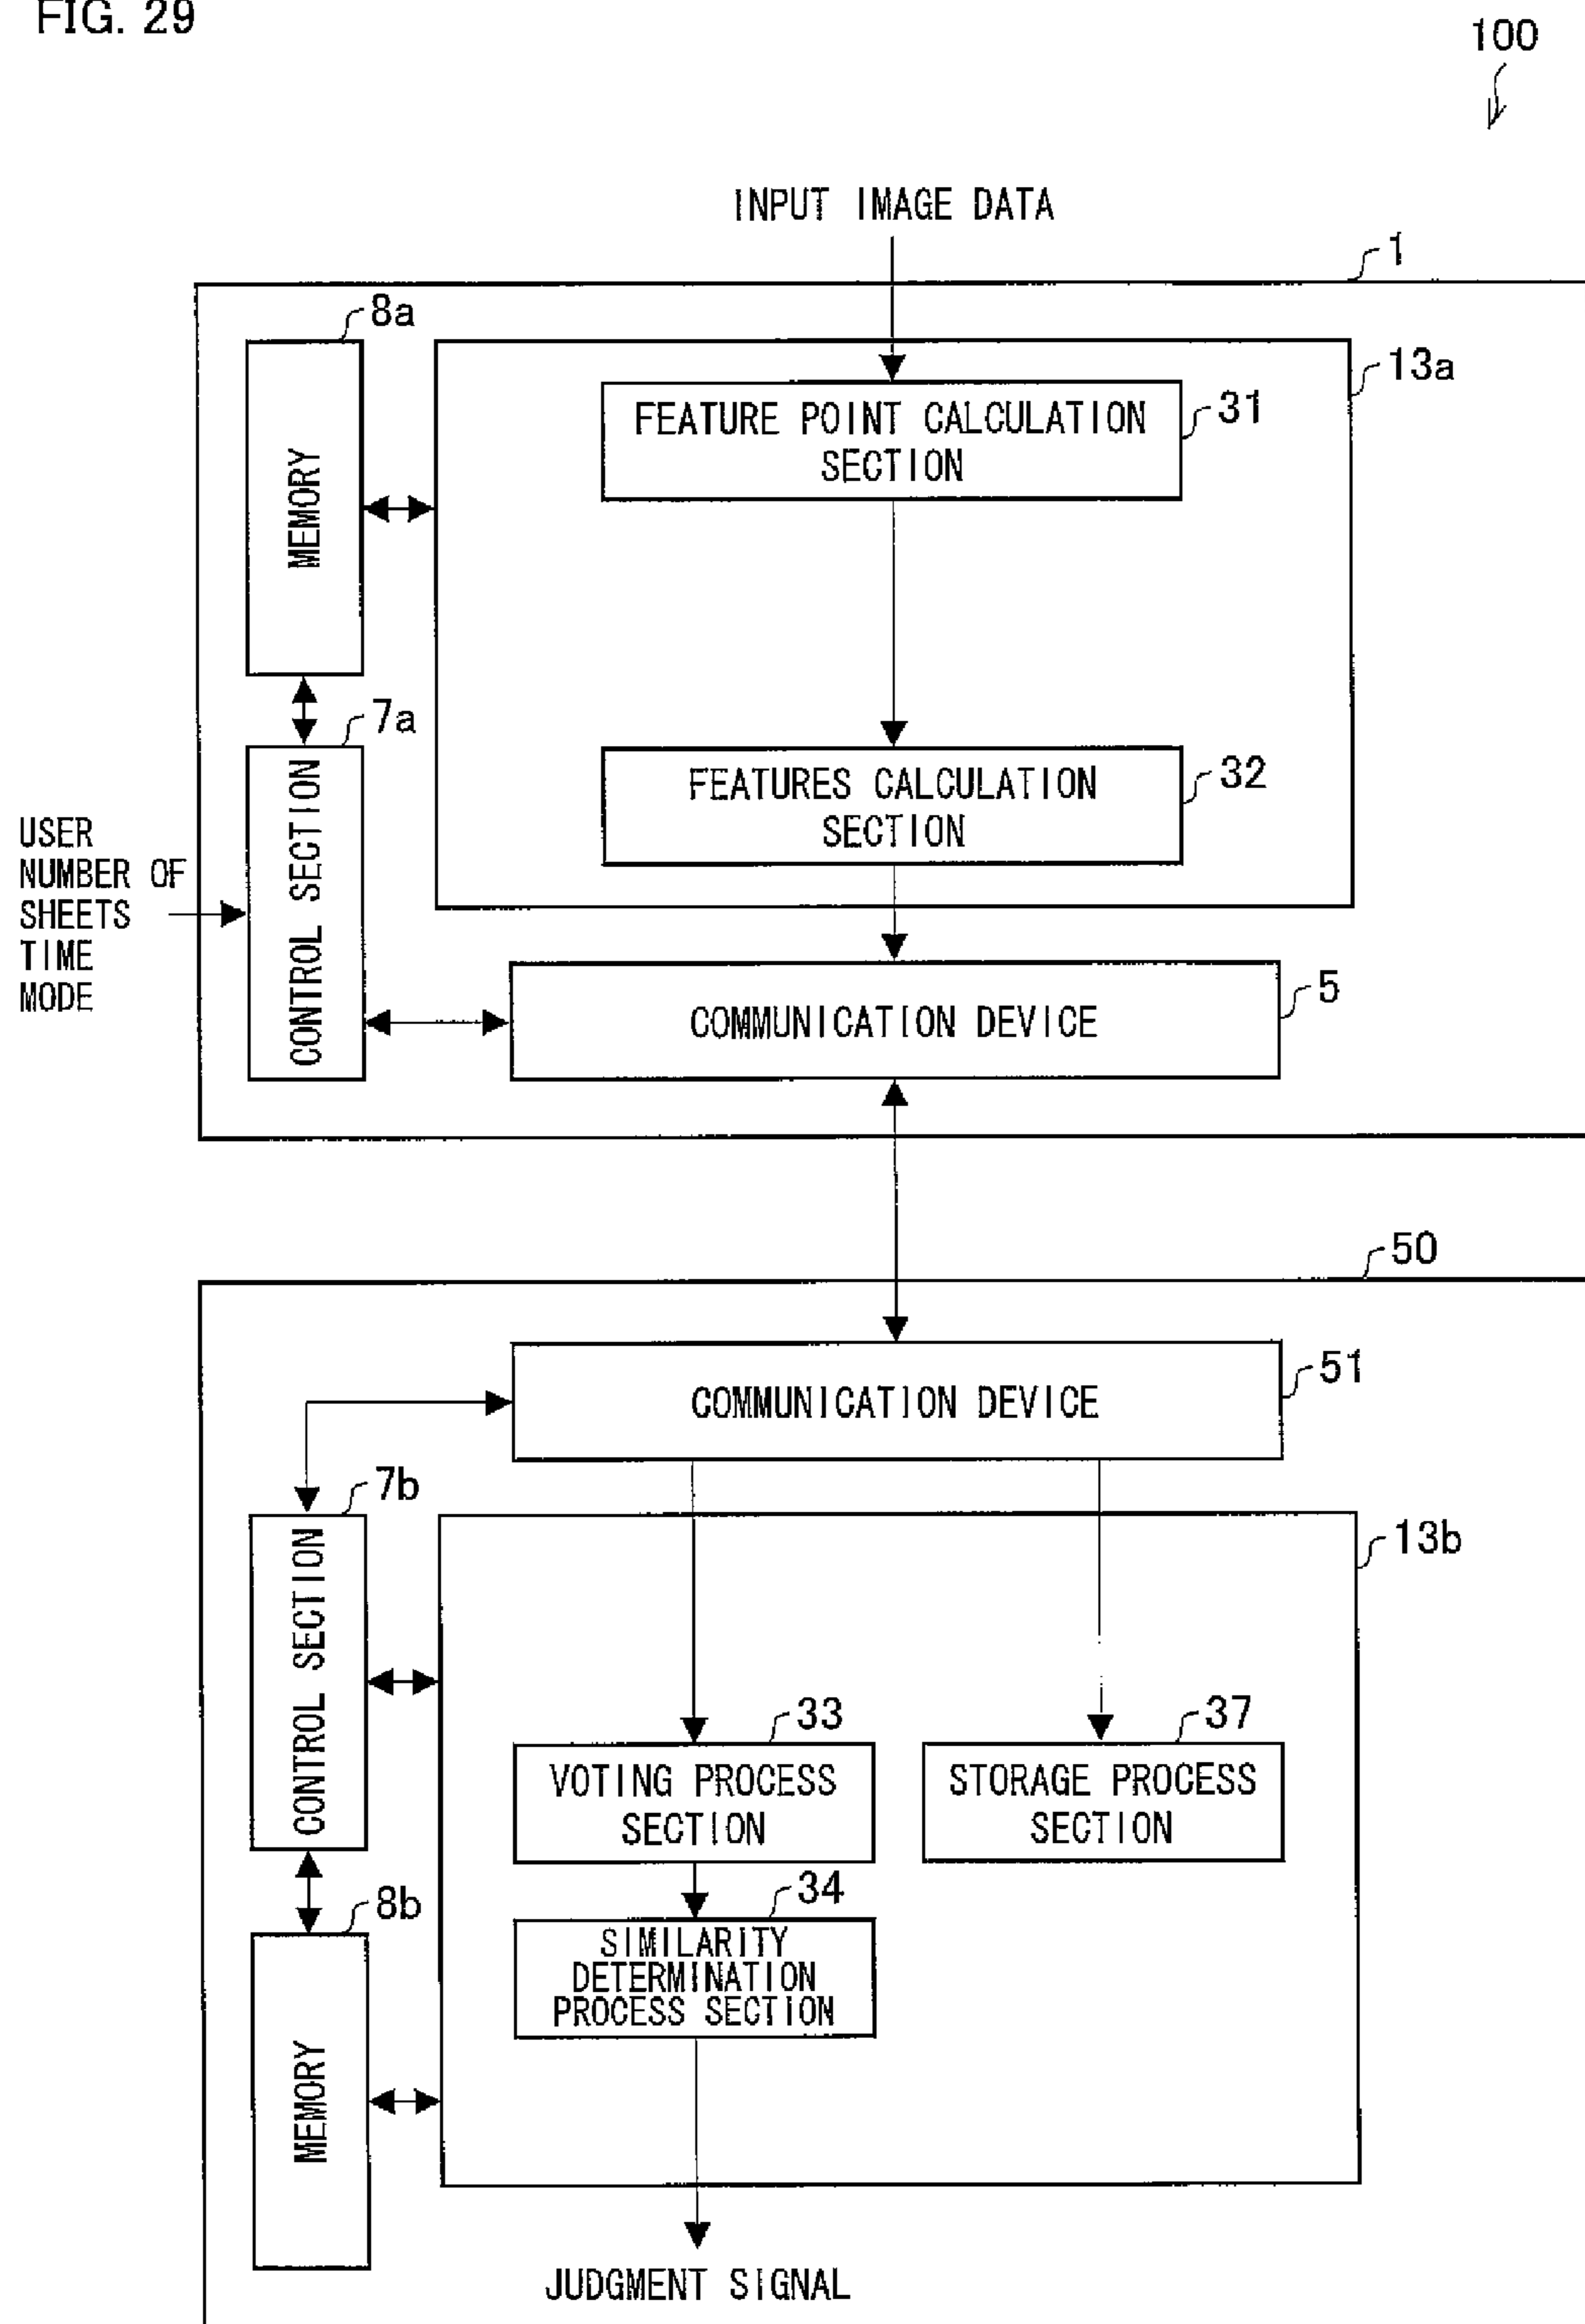 FIG. 29
100
INPUT IMAGE DATA
1
8a
13a
MEMORY
FEATURE POINT CALCULATION
SECTION
31
7a
CONTROL SECTION
FEATURES CALCULATION
SECTION
32
USER
NUMBER OF
SHEETS
TIME
MODE
COMMUNICATION DEVICE
5
50
COMMUNICATION DEVICE
51
7b
CONTROL SECTION
13b
33
VOTING PROCESS
SECTION
37
STORAGE PROCESS
SECTION
34
SIMILARITY
DETERMINATION
PROCESS SECTION
8b
MEMORY
JUDGMENT SIGNAL